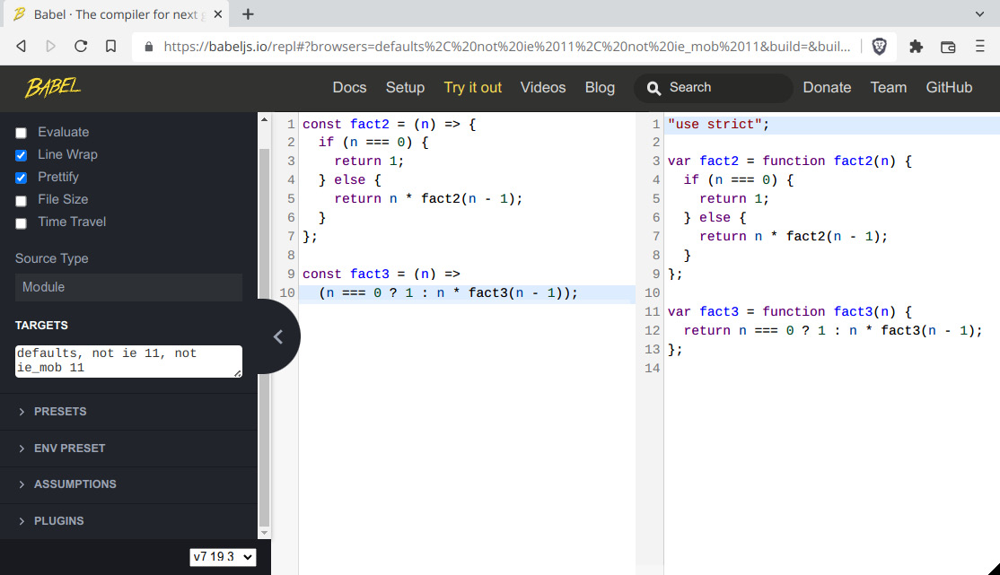 Babel · The compiler for next g
https://babeljs.io/repl#?browsers=defaults%2C%20not%20ie%2011%2C%20not%20ie_mob%2011&build=&buil...
BABEL
Docs Setup Try it out Videos Blog Search Donate Team GitHub
Evaluate
Line Wrap
Prettify
File Size
Time Travel
Source Type
Module
TARGETS
defaults, not ie 11, not
ie_mob 11
PRESETS
ENV PRESET
ASSUMPTIONS
PLUGINS
v7.19.3
1 const fact2 = (n) => {
2   if (n === 0) {
3     return 1;
4   } else {
5     return n * fact2(n - 1);
6   }
7 };
8
9 const fact3 = (n) =>
10   (n === 0 ? 1 : n * fact3(n - 1));
1 "use strict";
2
3 var fact2 = function fact2(n) {
4   if (n === 0) {
5     return 1;
6   } else {
7     return n * fact2(n - 1);
8   }
9 };
10
11 var fact3 = function fact3(n) {
12   return n === 0 ? 1 : n * fact3(n - 1);
13 };
14